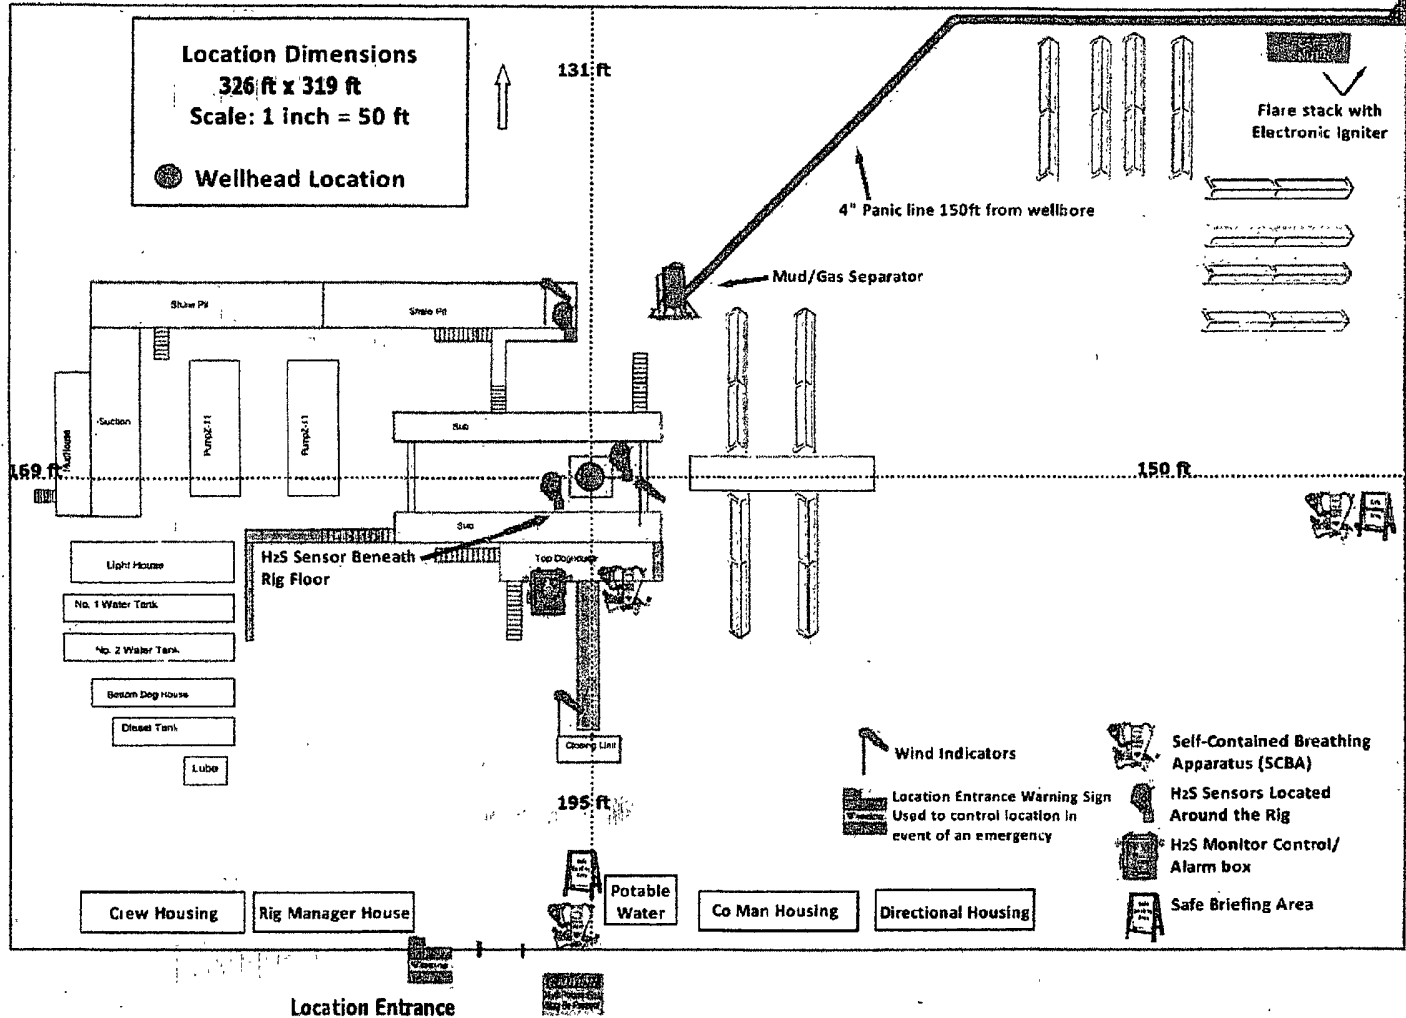 Location Dimensions
326 ft x 319 ft
Scale: 1 inch = 50 ft
Wellhead Location
131 ft
Flare stack with
Electronic Igniter
4" Panic line 150ft from wellbore
Mud/Gas Separator
Shale Pit
Shale Pit
Suction
Sub
169 ft
150 ft
Sub
H2S Sensor Beneath
Rig Floor
Top Doghouse
Light House
No. 1 Water Tank
No. 2 Water Tank
Bottom Dog House
Diesel Tank
Lube
Closing Unit
195 ft
Wind Indicators
Location Entrance Warning Sign
Used to control location in
event of an emergency
Self-Contained Breathing
Apparatus (SCBA)
H2S Sensors Located
Around the Rig
H2S Monitor Control/
Alarm box
Safe Briefing Area
Crew Housing
Rig Manager House
Potable
Water
Co Man Housing
Directional Housing
Location Entrance